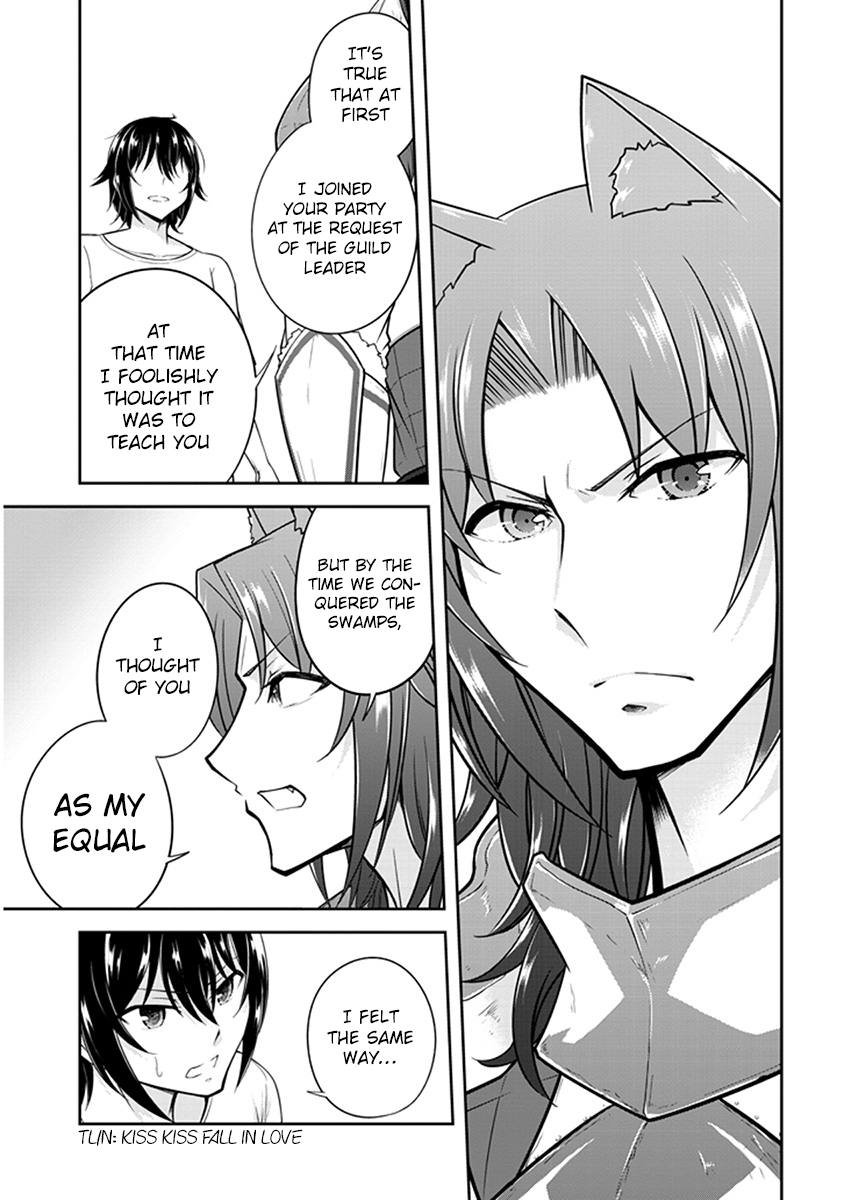 IT'S
TRUE
THAT AT
FIRST
I JOINED
YOUR PARTY
AT THE REQUEST
OF THE GUILD
LEADER
AT
THAT TIME
I FOOLISHLY
THOUGHT IT
WAS TO
TEACH YOU
BUT BY THE
TIME WE CON-
QUERED THE
SWAMPS,
I
THOUGHT
OF YOU
AS MY
EQUAL
I FELT
THE SAME
WAY...
TL/N: KISS KISS FALL IN LOVE